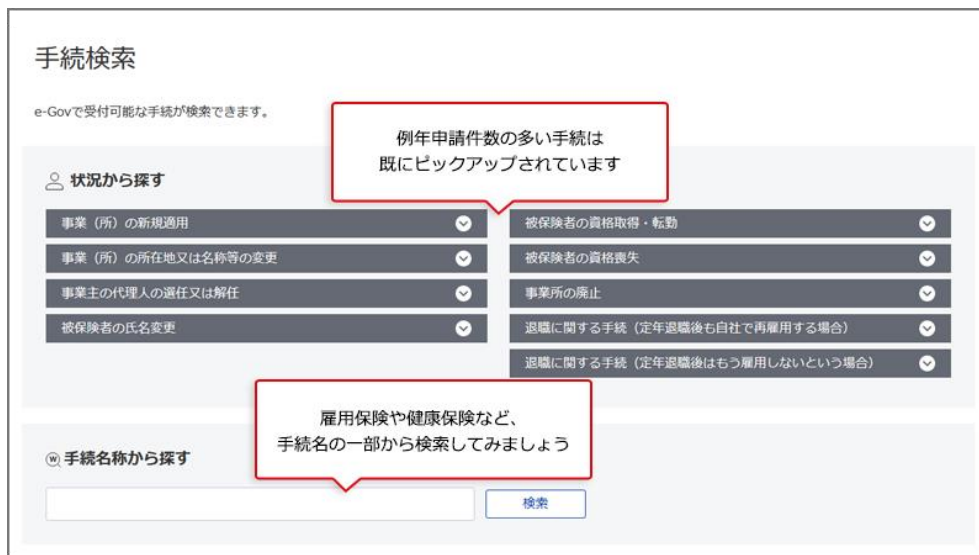 手続検索
e-Govで受付可能な手続が検索できます。
例年申請件数の多い手続は
既にピックアップされています
状況から探す
事業（所）の新規適用
事業（所）の所在地又は名称等の変更
事業主の代理人の選任又は解任
被保険者の氏名変更
被保険者の資格取得・転勤
被保険者の資格喪失
事業所の廃止
退職に関する手続（定年退職後も自社で再雇用する場合）
退職に関する手続（定年退職後はもう雇用しないという場合）
雇用保険や健康保険など、
手続名の一部から検索してみましょう
W
手続名称から探す
検索